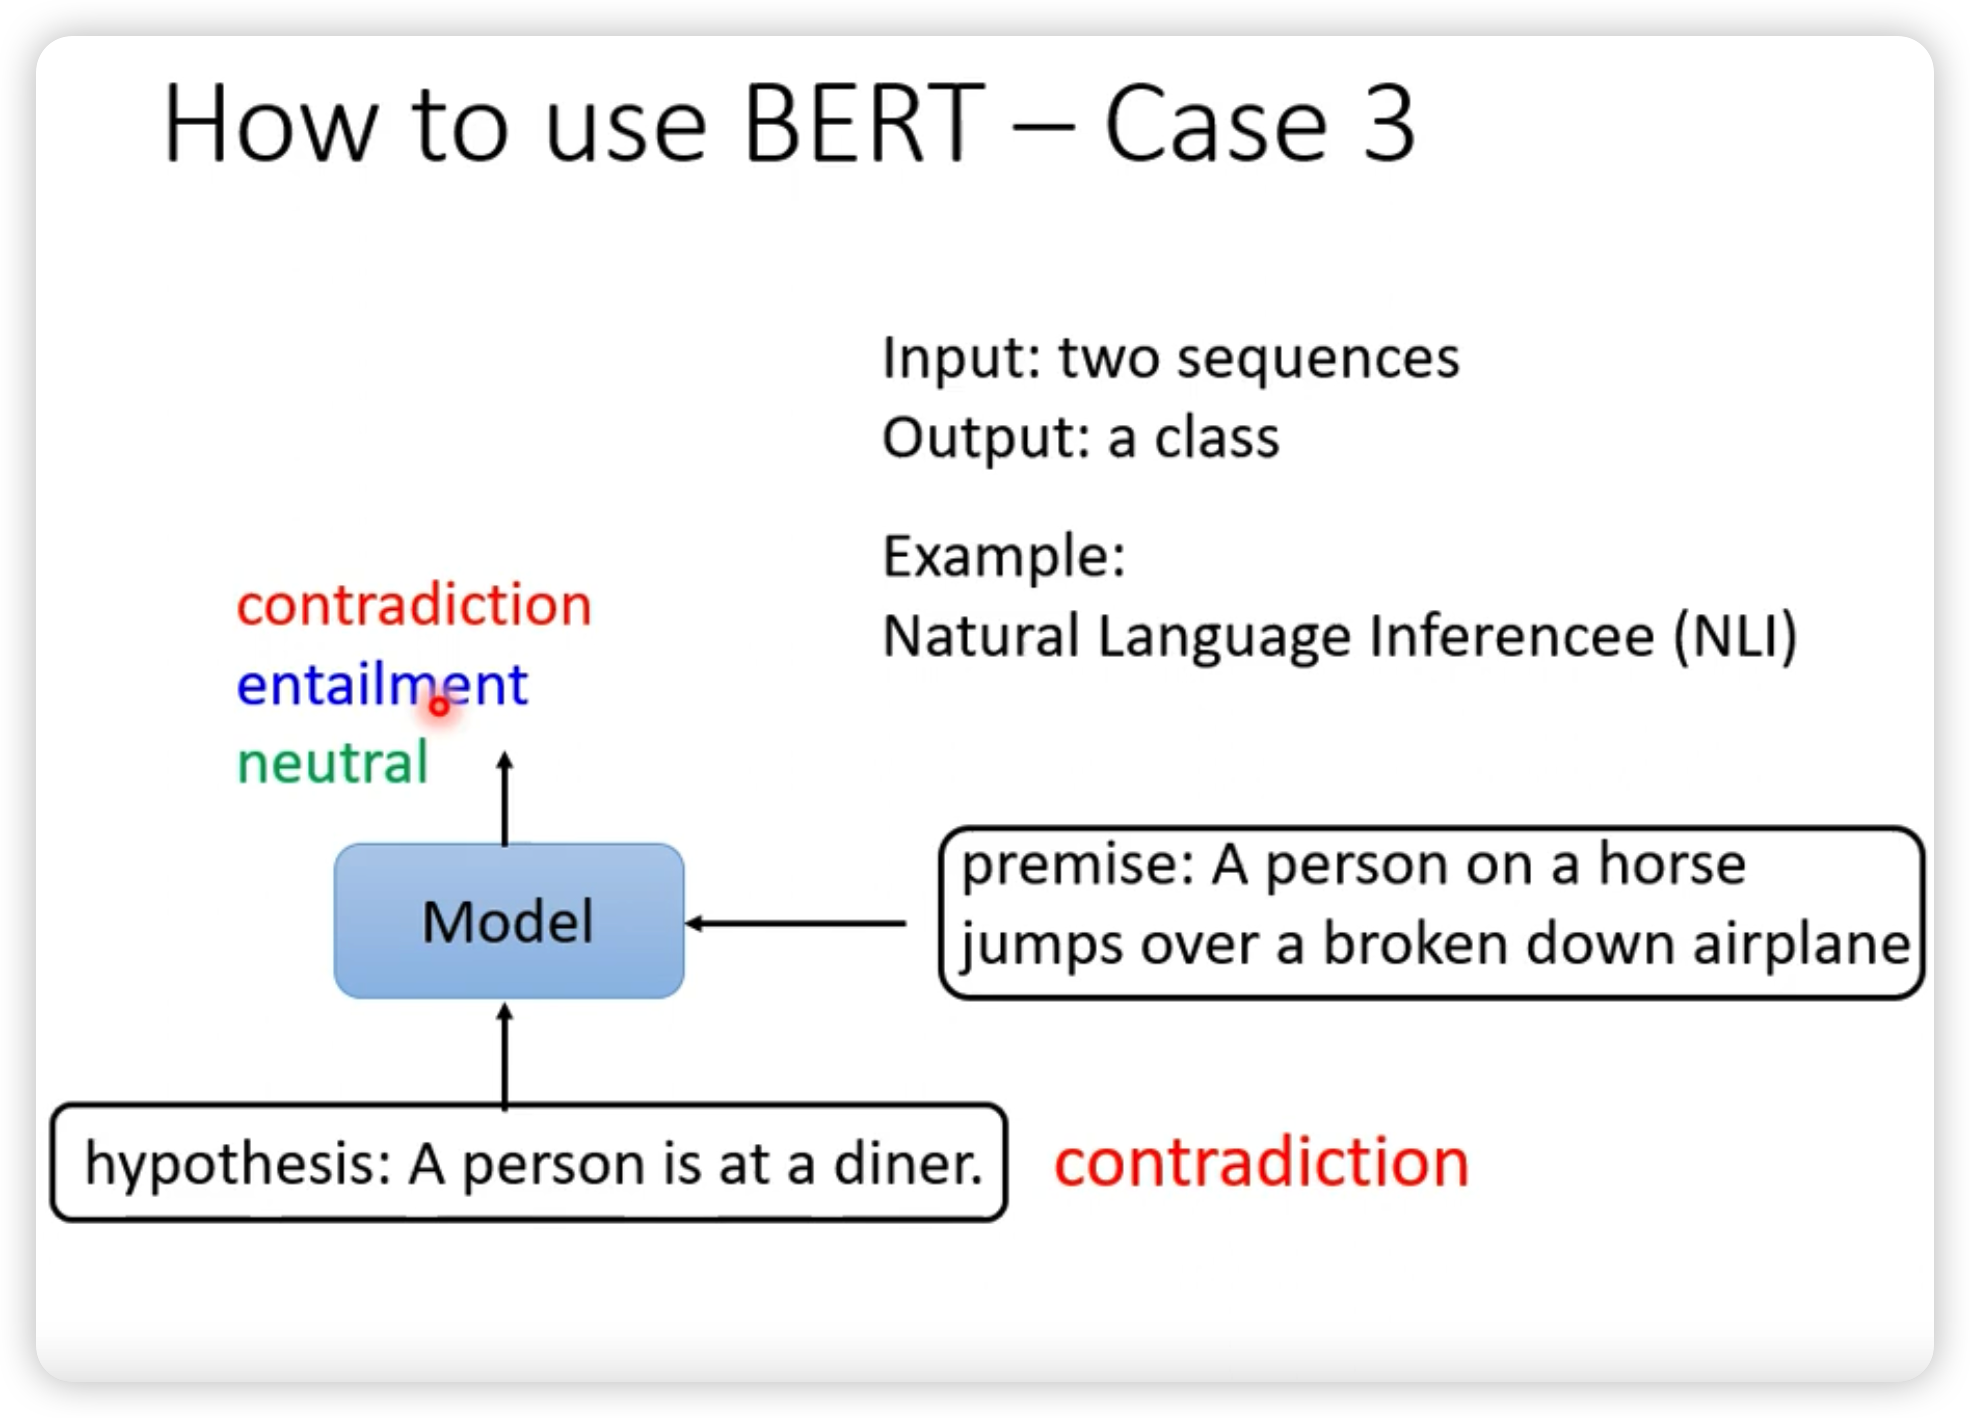 How to use BERT – Case 3
Input: two sequences
Output: a class
Example:
Natural Language Inferencee (NLI)
contradiction
entailment
neutral
Model
premise: A person on a horse
jumps over a broken down airplane
hypothesis: A person is at a diner.
contradiction